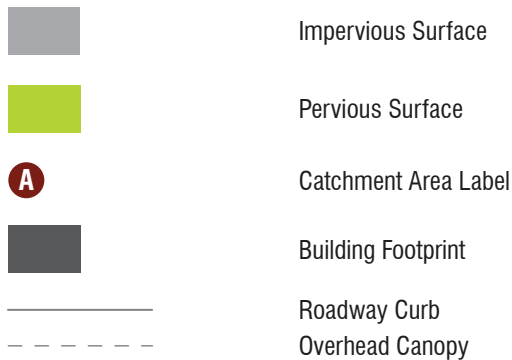 Impervious Surface
Pervious Surface
A Catchment Area Label
Building Footprint
Roadway Curb
Overhead Canopy